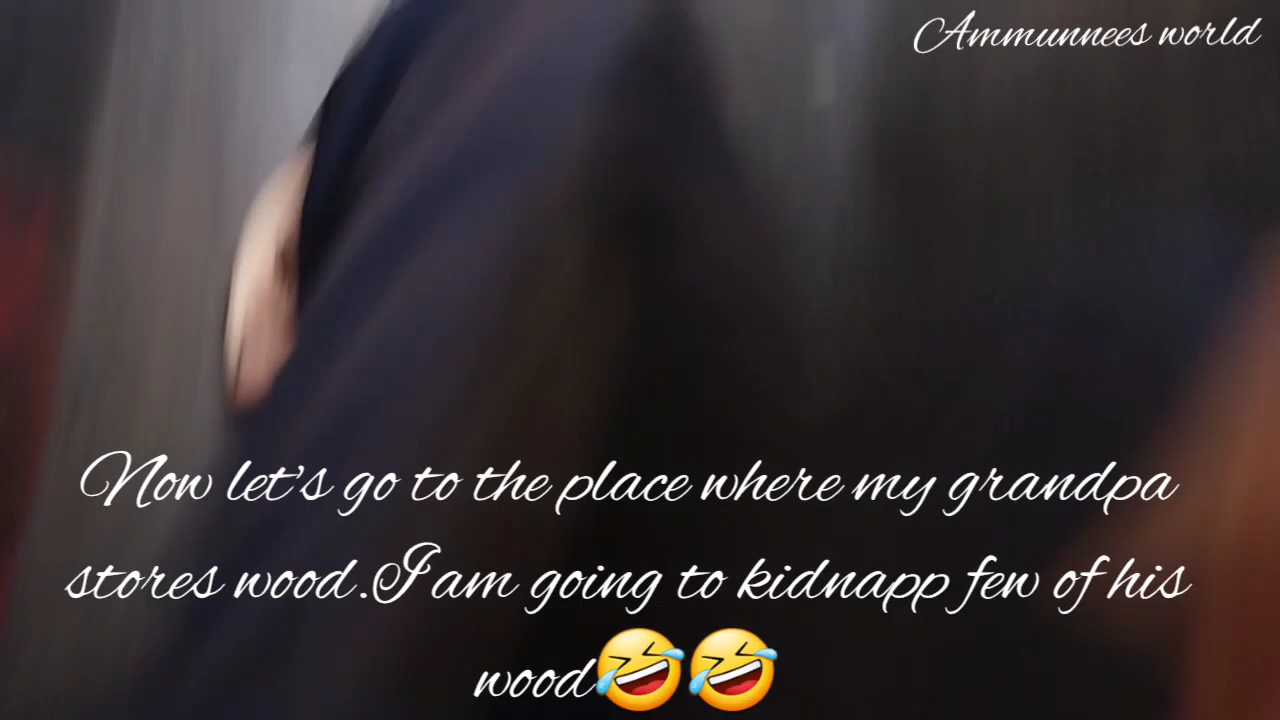 Ammunnees world
Now let's go to the place where my grandpa
stores wood.I am going to kidnapp few of his
wood🤣🤣